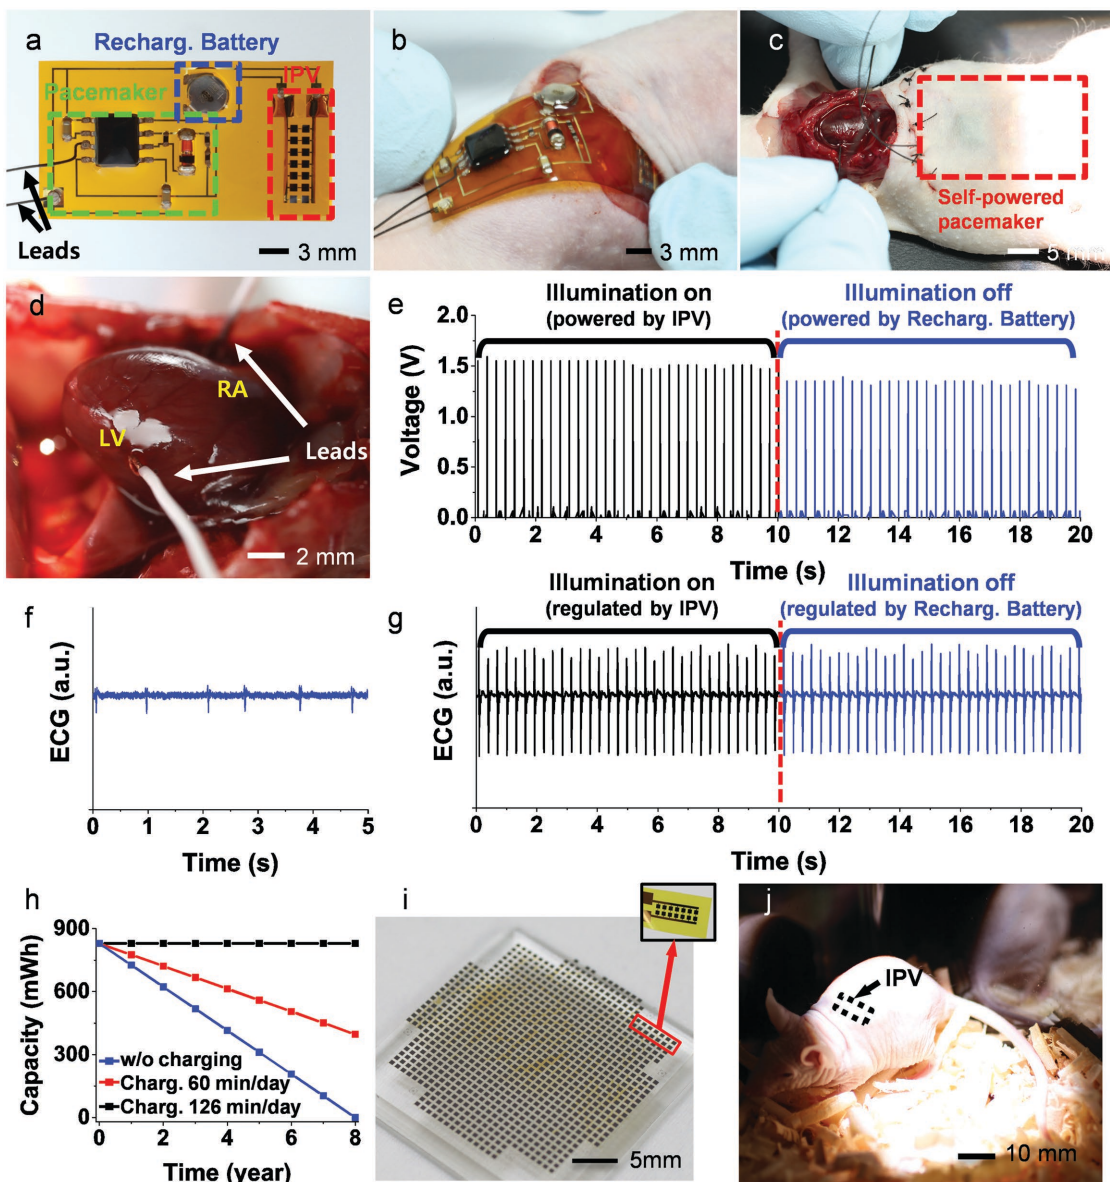 a
Recharg. Battery
IPV
Pacemaker
Leads
3 mm
b
3 mm
c
Self-powered
pacemaker
5 mm
d
RA
LV
Leads
2 mm
e
Illumination on
(powered by IPV)
Illumination off
(powered by Recharg. Battery)
Voltage (V)
2.0
1.5
1.0
0.5
0.0
0 2 4 6 8 10 12 14 16 18 20
Time (s)
f
ECG (a.u.)
0 1 2 3 4 5
Time (s)
g
Illumination on
(regulated by IPV)
Illumination off
(regulated by Recharg. Battery)
ECG (a.u.)
0 2 4 6 8 10 12 14 16 18 20
Time (s)
h
Capacity (mWh)
900
600
300
0
w/o charging
Charg. 60 min/day
Charg. 126 min/day
0 2 4 6 8
Time (year)
i
5mm
j
IPV
10 mm